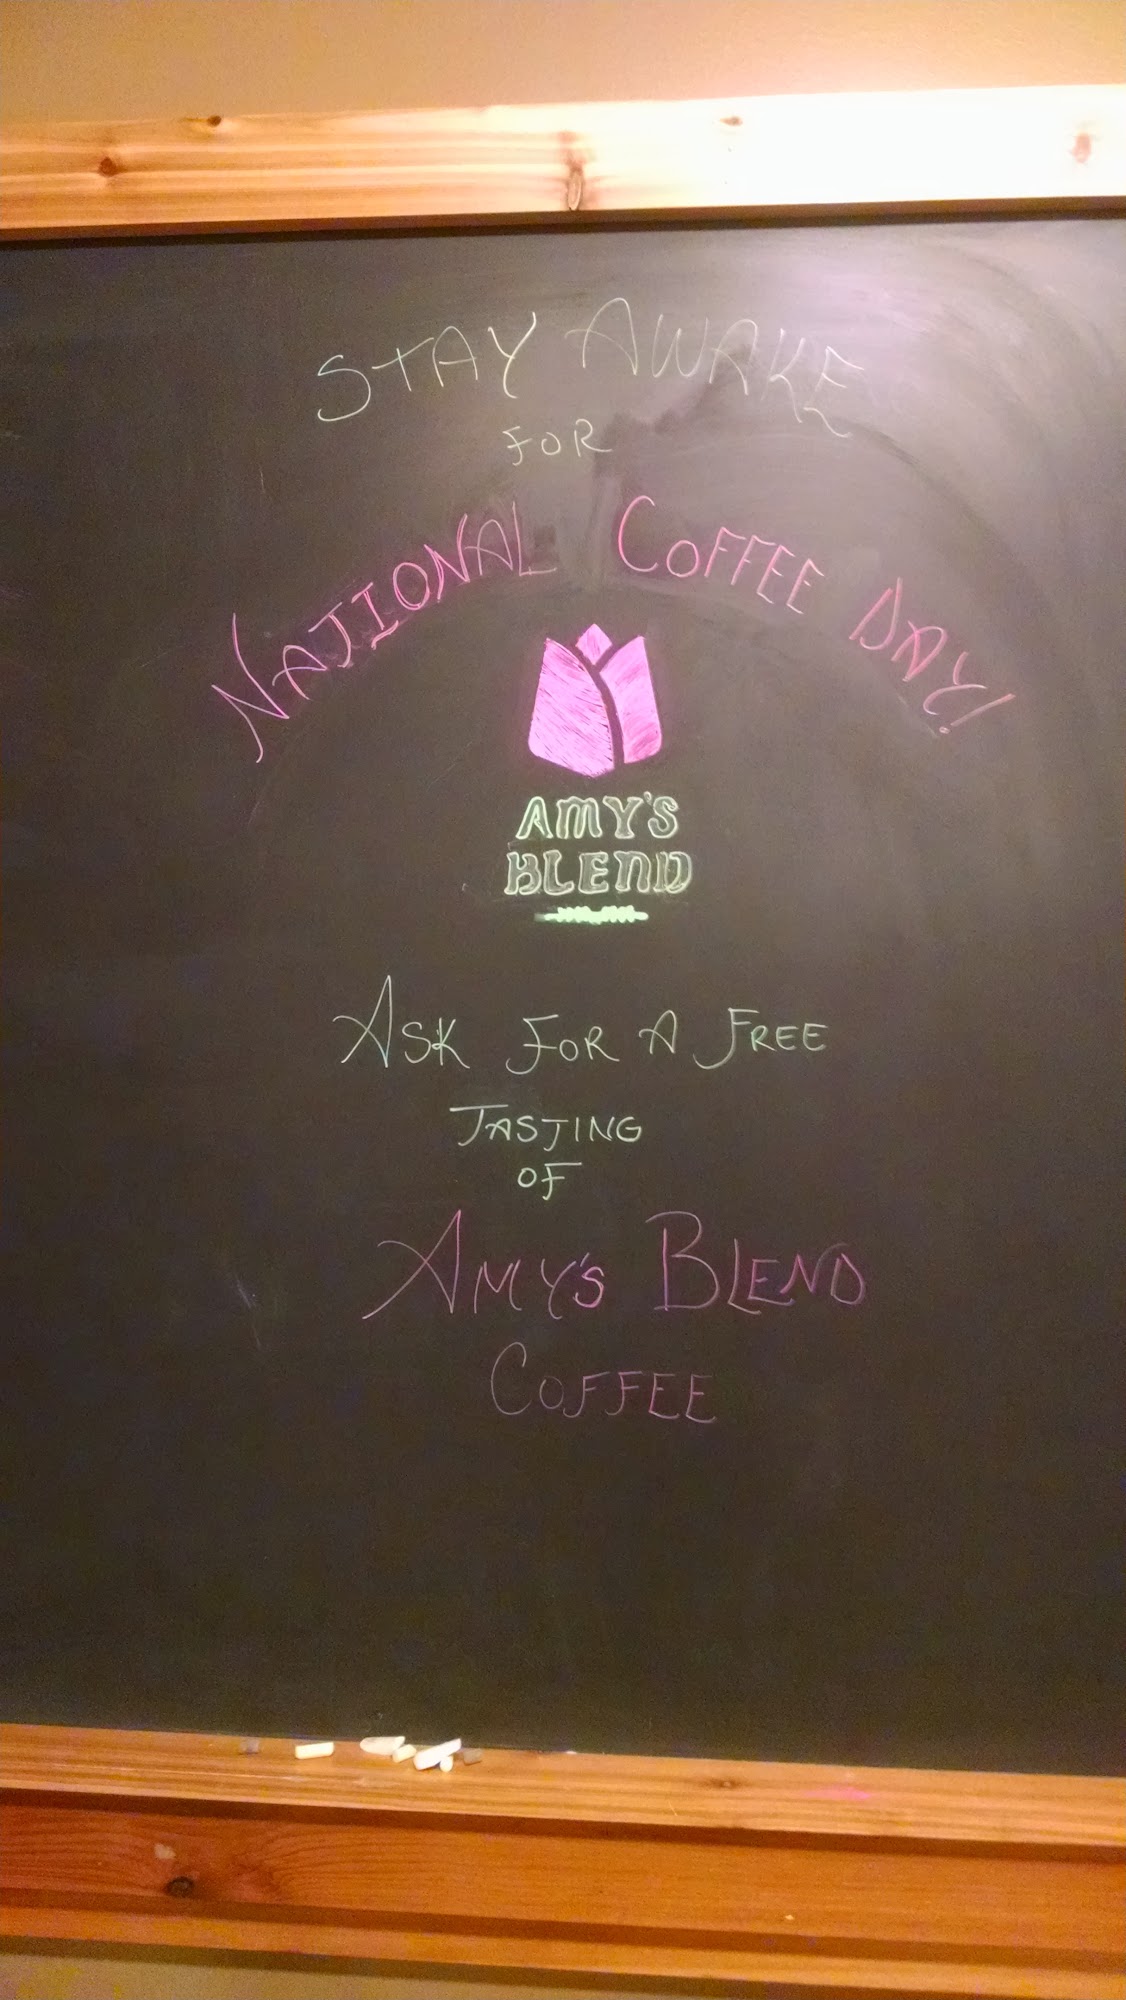 STAY AWAKE
FOR
NATIONAL COFFEE DAY!
AMY'S
BLEND
ASK FOR A FREE
TASTING
OF
AMY'S BLEND
COFFEE